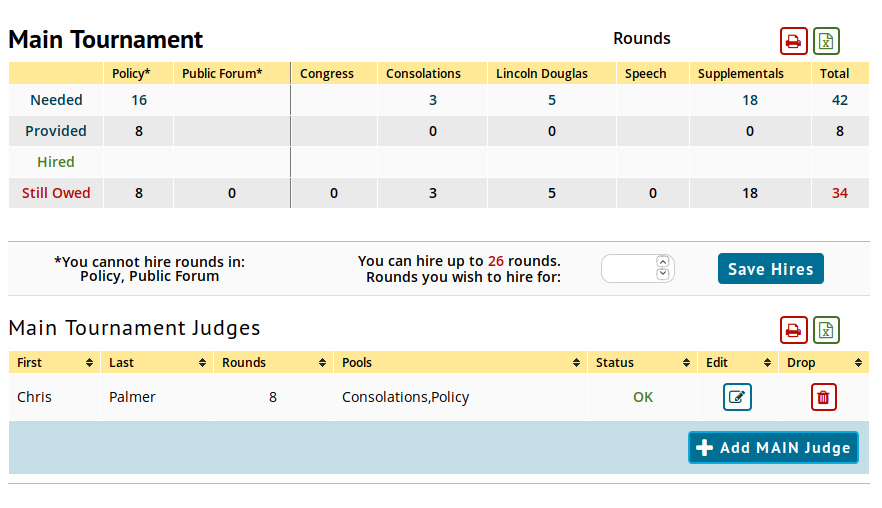 Main Tournament Rounds
Policy* Public Forum* Congress Consolations Lincoln Douglas Speech Supplementals Total
Needed 16 3 5 18 42
Provided 8 0 0 0 8
Hired
Still Owed 8 0 0 3 5 0 18 34
*You cannot hire rounds in:
Policy, Public Forum
You can hire up to 26 rounds.
Rounds you wish to hire for:
Save Hires
Main Tournament Judges
First Last Rounds Pools Status Edit Drop
Chris Palmer 8 Consolations,Policy OK
Add MAIN Judge